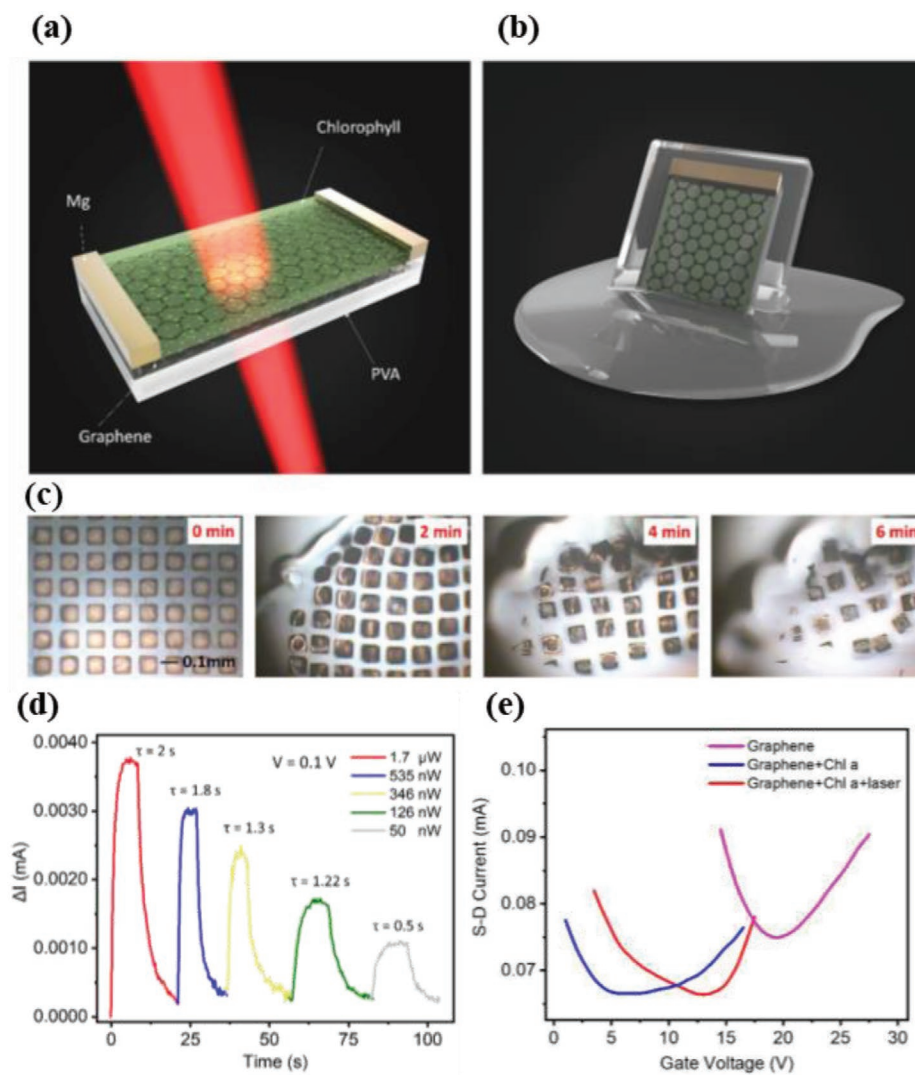 (a)
(b)
Chlorophyll
Mg
PVA
Graphene
(c)
0 min
2 min
4 min
6 min
0.1mm
(d)
(e)
0.0040
0.0030
0.0020
0.0010
0.0000
ΔI (mA)
τ = 2 s
τ = 1.8 s
τ = 1.3 s
τ = 1.22 s
τ = 0.5 s
V = 0.1 V
1.7 μW
535 nW
346 nW
126 nW
50 nW
0 25 50 75 100
Time (s)
0.10
0.09
0.08
0.07
S-D Current (mA)
Graphene
Graphene+Chl a
Graphene+Chl a+laser
0 5 10 15 20 25 30
Gate Voltage (V)